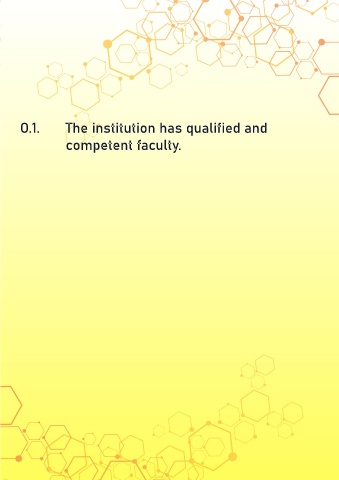 O.1. The institution has qualified and
competent faculty.